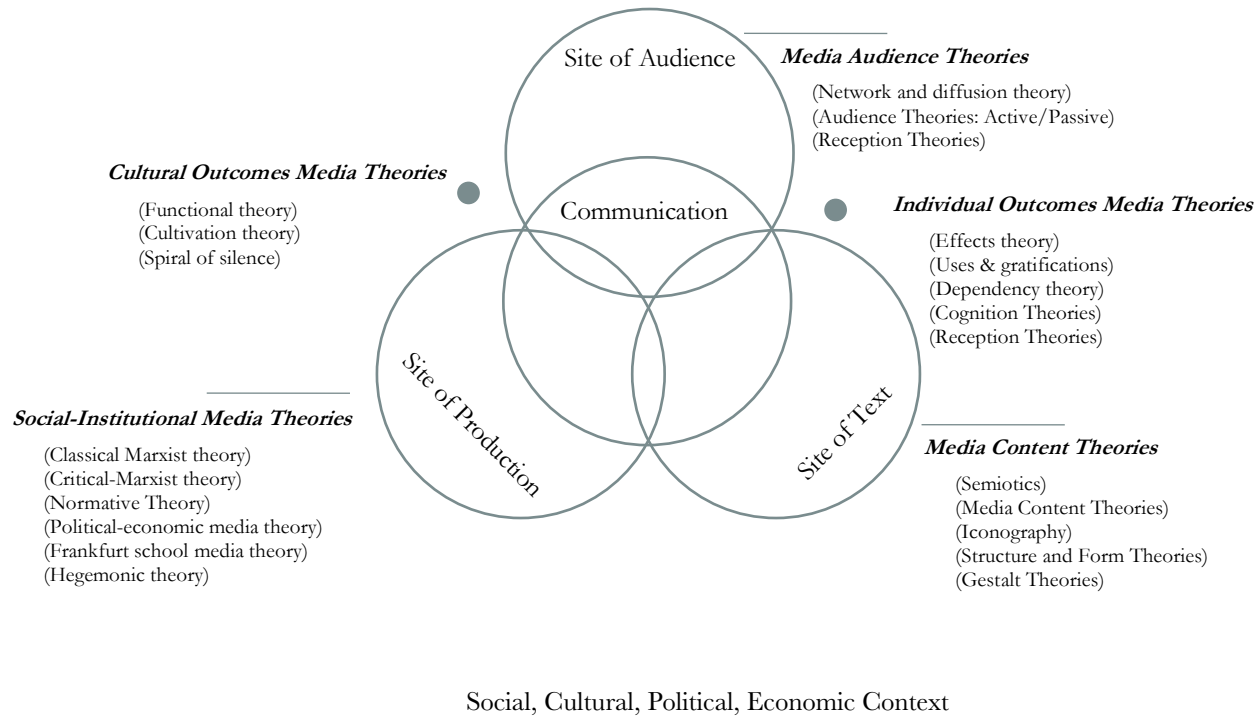 Site of Audience
Media Audience Theories
(Network and diffusion theory)
(Audience Theories: Active/Passive)
(Reception Theories)
Cultural Outcomes Media Theories
(Functional theory)
(Cultivation theory)
(Spiral of silence)
Communication
Individual Outcomes Media Theories
(Effects theory)
(Uses & gratifications)
(Dependency theory)
(Cognition Theories)
(Reception Theories)
Site of Production
Site of Text
Social-Institutional Media Theories
(Classical Marxist theory)
(Critical-Marxist theory)
(Normative Theory)
(Political-economic media theory)
(Frankfurt school media theory)
(Hegemonic theory)
Media Content Theories
(Semiotics)
(Media Content Theories)
(Iconography)
(Structure and Form Theories)
(Gestalt Theories)
Social, Cultural, Political, Economic Context